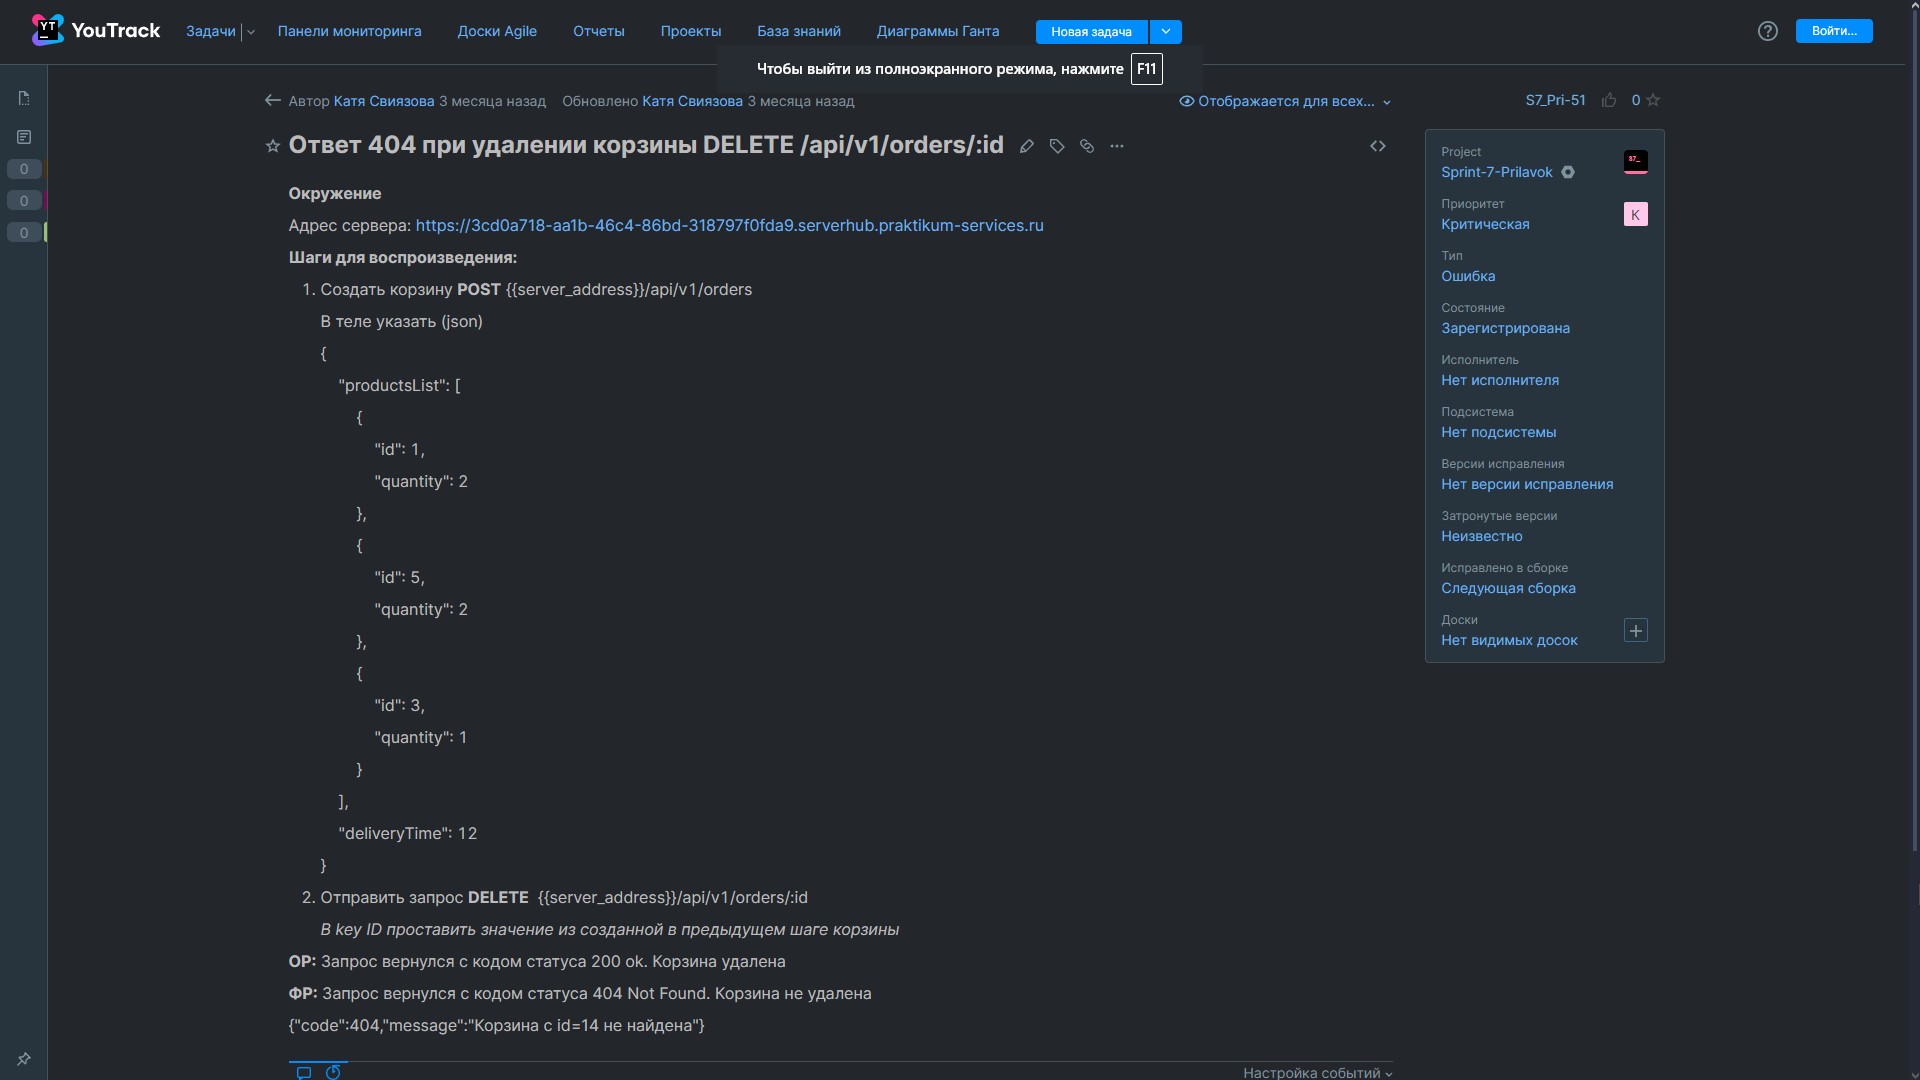 YT YouTrack Задачи Панели мониторинга Доски Agile Отчеты Проекты База знаний Диаграммы Ганта Новая задача Войти...
Чтобы выйти из полноэкранного режима, нажмите F11
Автор Катя Свиязова 3 месяца назад Обновлено Катя Свиязова 3 месяца назад Отображается для всех... S7_Pri-51 0
Ответ 404 при удалении корзины DELETE /api/v1/orders/:id
0
0
0
Окружение
Адрес сервера: https://3cd0a718-aa1b-46c4-86bd-318797f0fda9.serverhub.praktikum-services.ru
Шаги для воспроизведения:
1. Создать корзину POST {{server_address}}/api/v1/orders
В теле указать (json)
{
"productsList": [
{
"id": 1,
"quantity": 2
},
{
"id": 5,
"quantity": 2
},
{
"id": 3,
"quantity": 1
}
],
"deliveryTime": 12
}
2. Отправить запрос DELETE {{server_address}}/api/v1/orders/:id
В key ID проставить значение из созданной в предыдущем шаге корзины
ОР: Запрос вернулся с кодом статуса 200 ok. Корзина удалена
ФР: Запрос вернулся с кодом статуса 404 Not Found. Корзина не удалена
{"code":404,"message":"Корзина с id=14 не найдена"}
Настройка событий
Project
Sprint-7-Prilavok
S7_
Приоритет
Критическая
К
Тип
Ошибка
Состояние
Зарегистрирована
Исполнитель
Нет исполнителя
Подсистема
Нет подсистемы
Версии исправления
Нет версии исправления
Затронутые версии
Неизвестно
Исправлено в сборке
Следующая сборка
Доски
Нет видимых досок